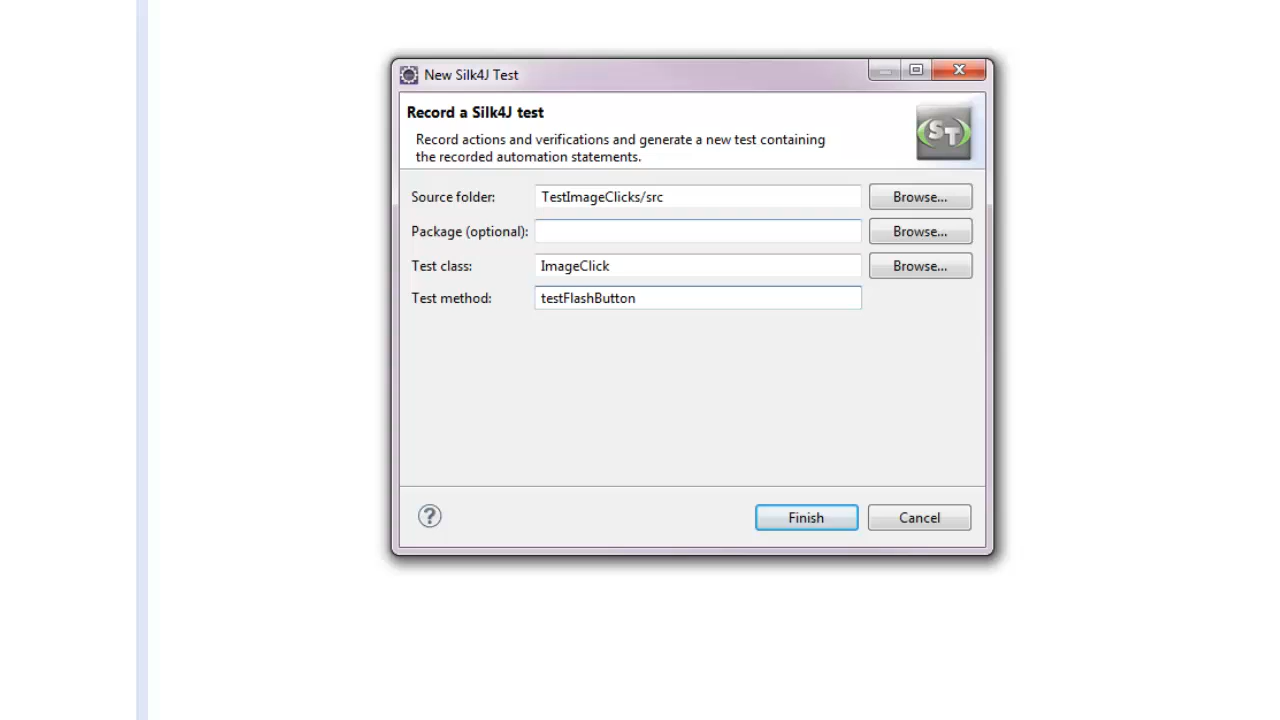 New Silk4J Test
Record a Silk4J test
Record actions and verifications and generate a new test containing
the recorded automation statements.
ST
Source folder: TestImageClicks/src Browse...
Package (optional): Browse...
Test class: ImageClick Browse...
Test method: testFlashButton
? Finish Cancel